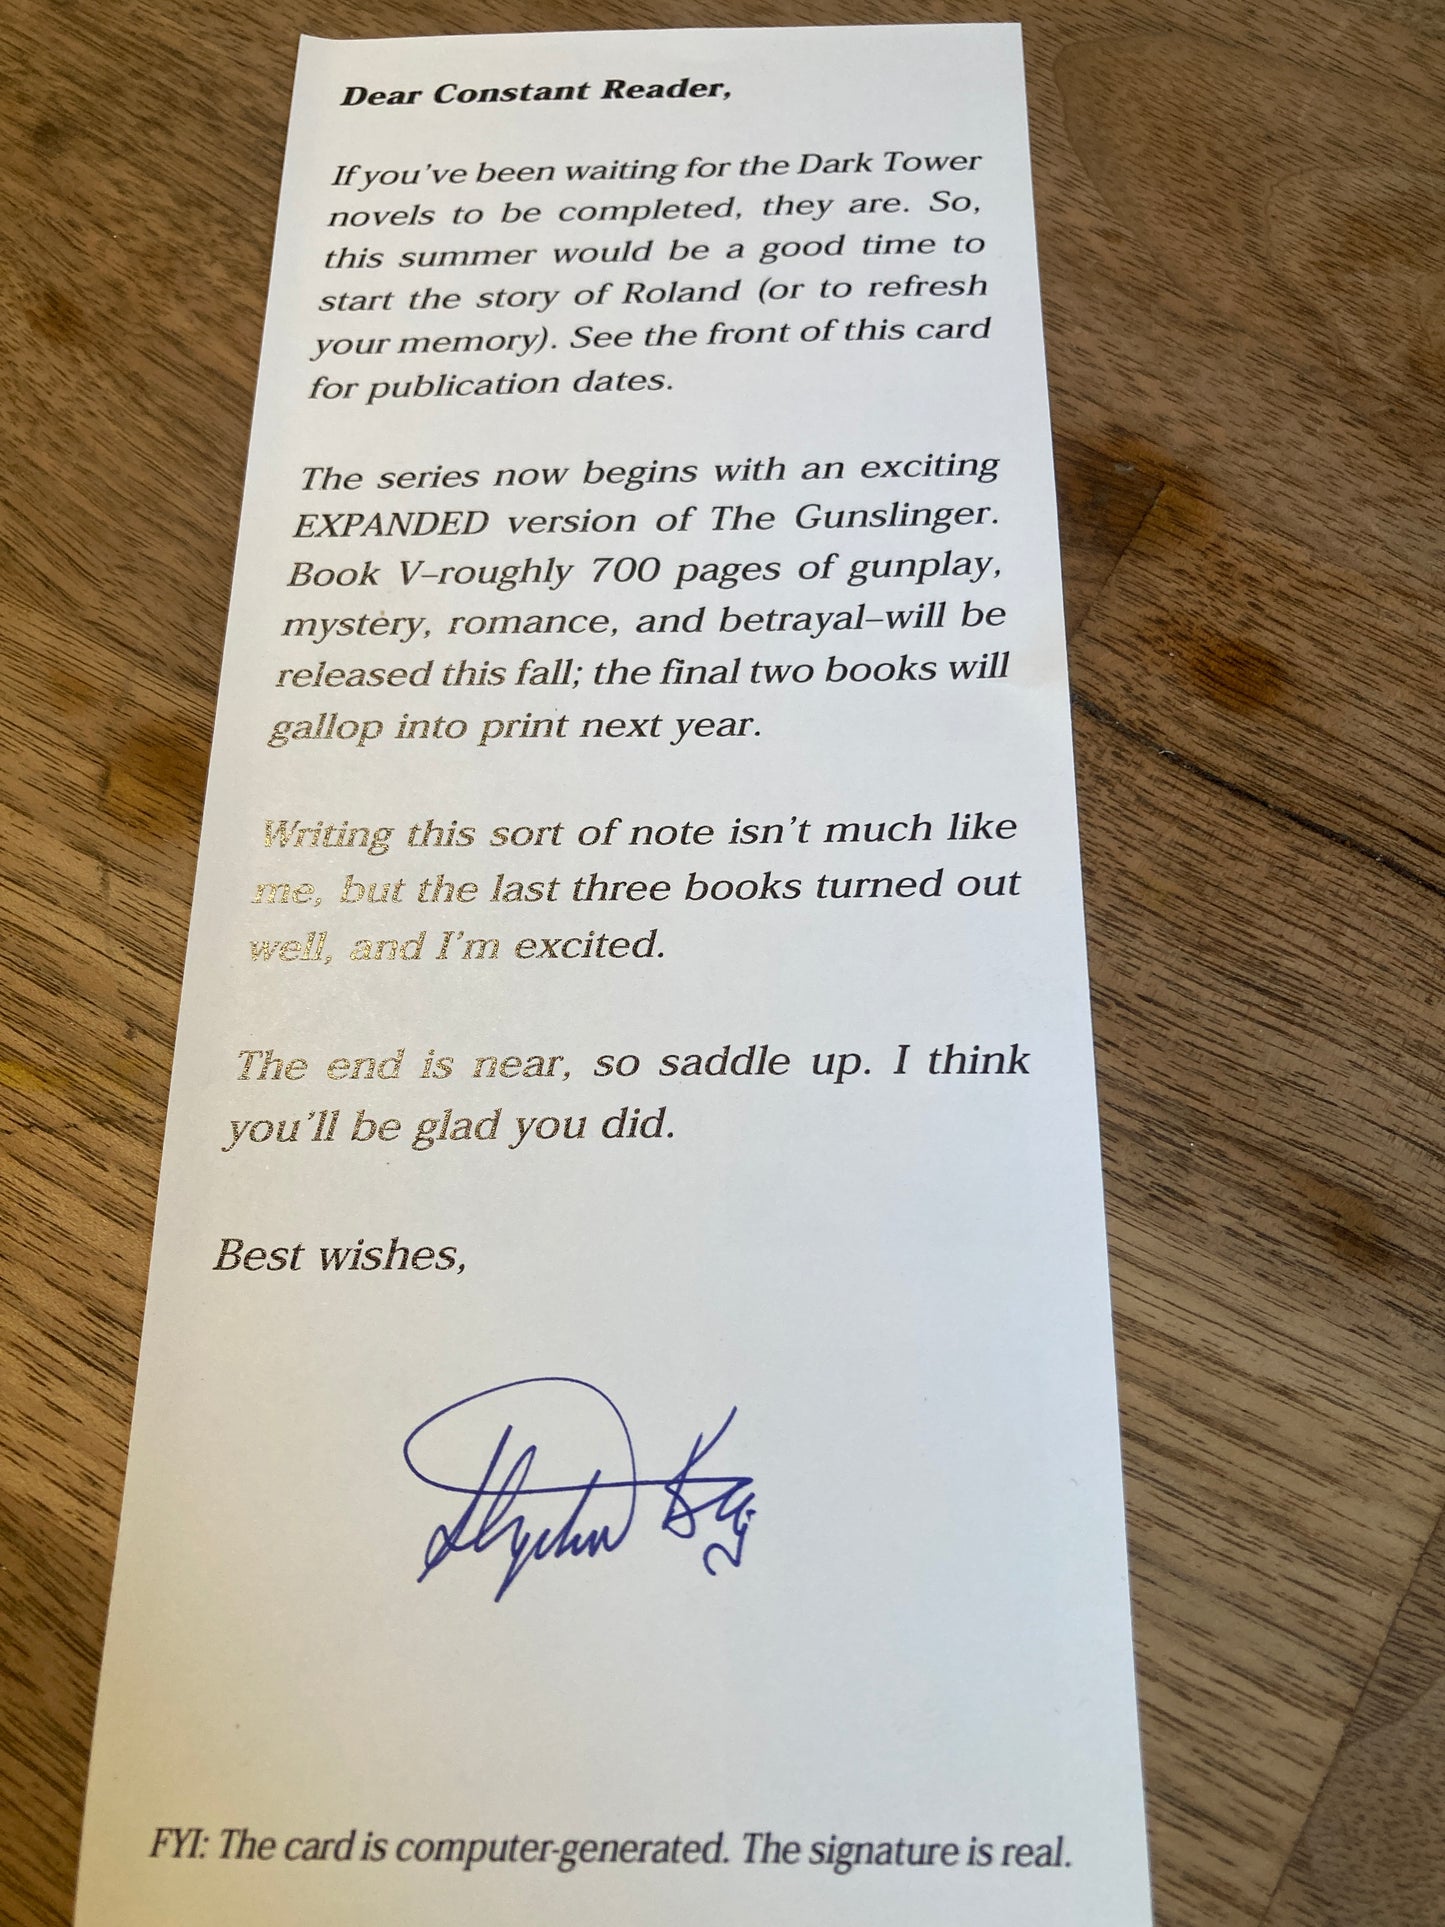 Dear Constant Reader,
If you've been waiting for the Dark Tower
novels to be completed, they are. So,
this summer would be a good time to
start the story of Roland (or to refresh
your memory). See the front of this card
for publication dates.
The series now begins with an exciting
EXPANDED version of The Gunslinger.
Book V–roughly 700 pages of gunplay,
mystery, romance, and betrayal–will be
released this fall; the final two books will
gallop into print next year.
Writing this sort of note isn't much like
me, but the last three books turned out
well, and I'm excited.
The end is near, so saddle up. I think
you'll be glad you did.
Best wishes,
Stephen King
FYI: The card is computer-generated. The signature is real.